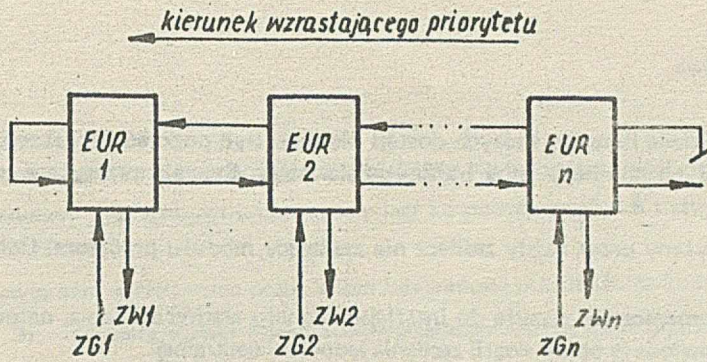 kierunek wzrastającego priorytetu
EUR 1
EUR 2
EUR n
ZW1
ZW2
ZWn
ZG1
ZG2
ZGn